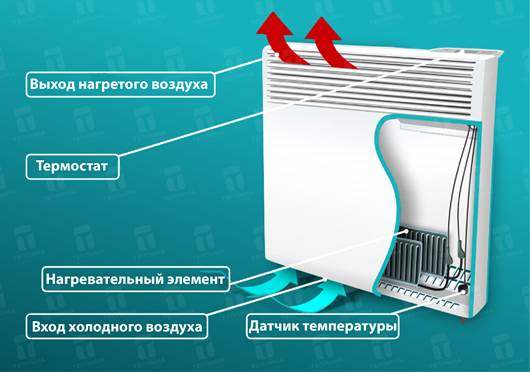 Выход нагретого воздуха
Термостат
Нагревательный элемент
Вход холодного воздуха
Датчик температуры